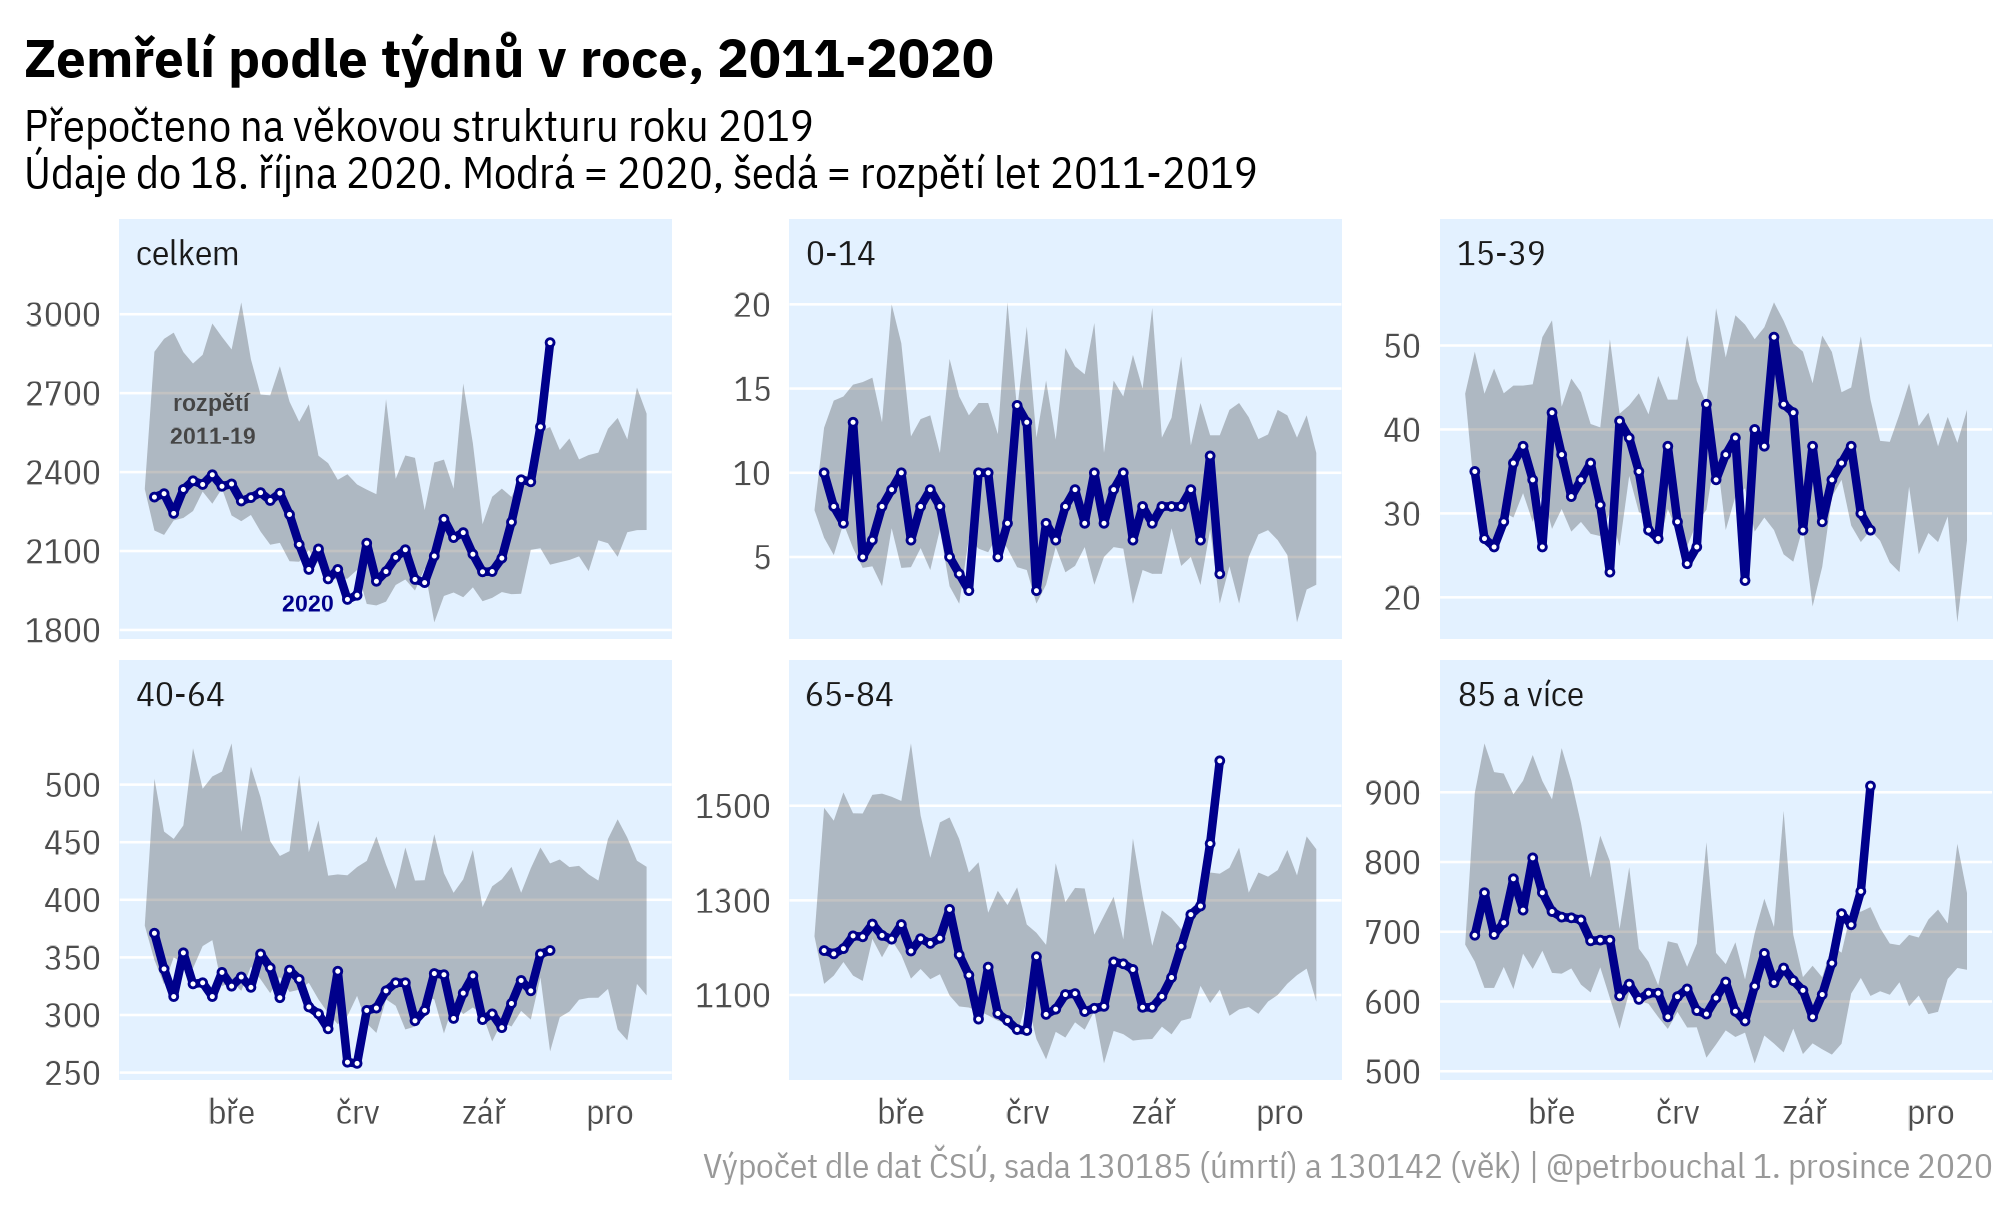 Zemřelí podle týdnů v roce, 2011-2020
Přepočteno na věkovou strukturu roku 2019
Údaje do 18. října 2020. Modrá = 2020, šedá = rozpětí let 2011-2019
celkem
0-14
15-39
3000
2700
2400
2100
1800
rozpětí
2011-19
2020
20
15
10
5
50
40
30
20
40-64
65-84
85 a více
500
450
400
350
300
250
1500
1300
1100
900
800
700
600
500
bře
črv
zář
pro
bře
črv
zář
pro
bře
črv
zář
pro
Výpočet dle dat ČSÚ, sada 130185 (úmrtí) a 130142 (věk) | @petrbouchal 1. prosince 2020